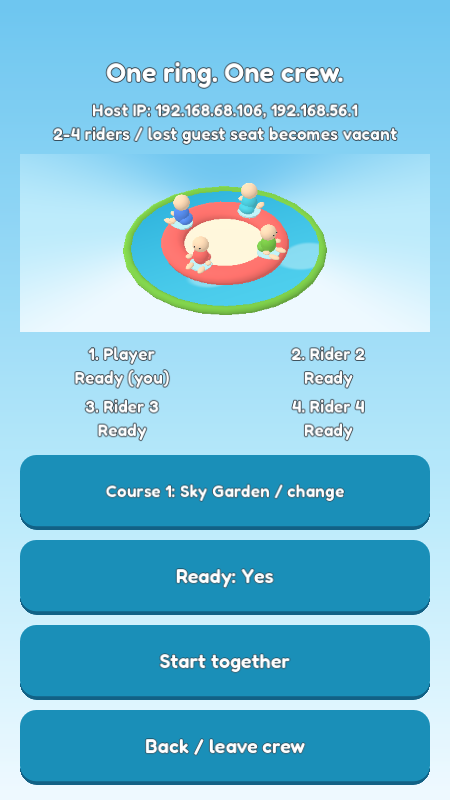 One ring. One crew.
Host IP: 192.168.68.106, 192.168.56.1
2-4 riders / lost guest seat becomes vacant
1. Player
Ready (you)
2. Rider 2
Ready
3. Rider 3
Ready
4. Rider 4
Ready
Course 1: Sky Garden / change
Ready: Yes
Start together
Back / leave crew